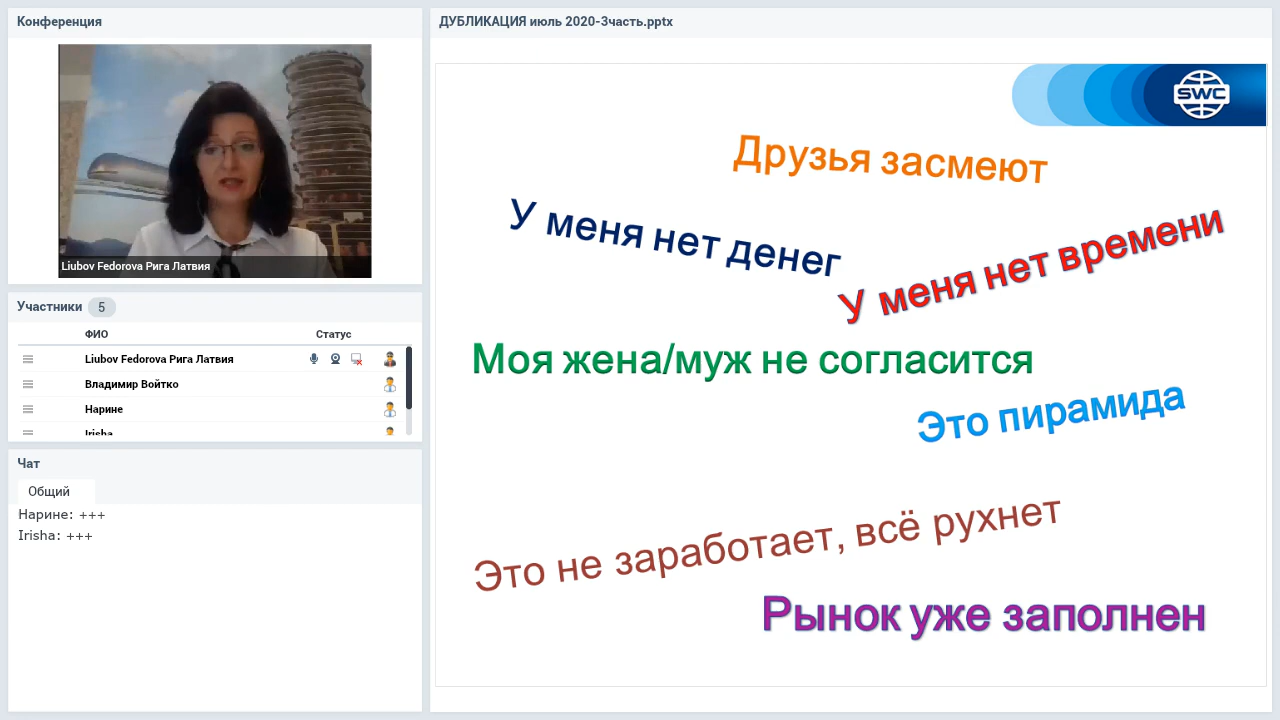 Конференция
Liubov Fedorova Рига Латвия
Участники 5
ФИО Статус
Liubov Fedorova Рига Латвия
Владимир Войтко
Нарине
Irisha
Чат
Общий
Нарине: +++
Irisha: +++
ДУБЛИКАЦИЯ июль 2020-3часть.pptx
SWC
Друзья засмеют
У меня нет денег
У меня нет времени
Моя жена/муж не согласится
Это пирамида
Это не заработает, всё рухнет
Рынок уже заполнен